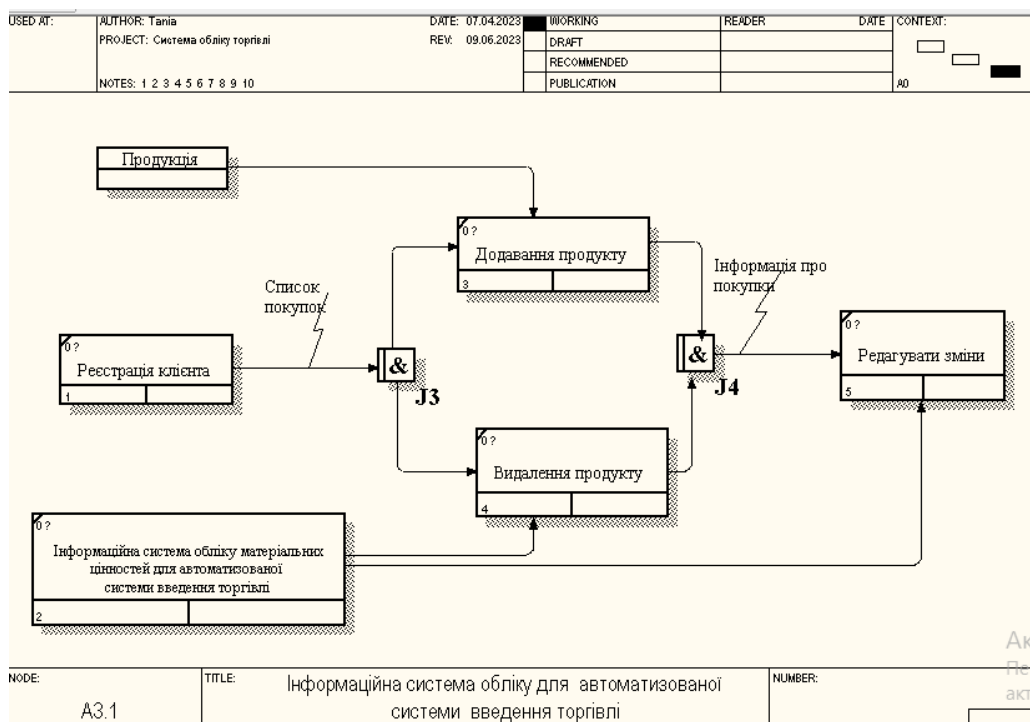 USED AT:
AUTHOR: Tania
DATE: 07.04.2023
WORKING
READER
DATE
CONTEXT:
PROJECT: Система обліку торгівлі
REV: 09.06.2023
DRAFT
RECOMMENDED
NOTES: 1 2 3 4 5 6 7 8 9 10
PUBLICATION
A0
Продукція
0 ?
Додавання продукту
3
Список
покупок
Інформація про
покупки
0 ?
Реєстрація клієнта
1
&
J3
&
J4
0 ?
Редагувати зміни
5
0 ?
Видалення продукту
4
0 ?
Інформаційна система обліку матеріальних
цінностей для автоматизованої
системи введення торгівлі
2
NODE:
A3.1
TITLE:
Інформаційна система обліку для автоматизованої
системи введення торгівлі
NUMBER: